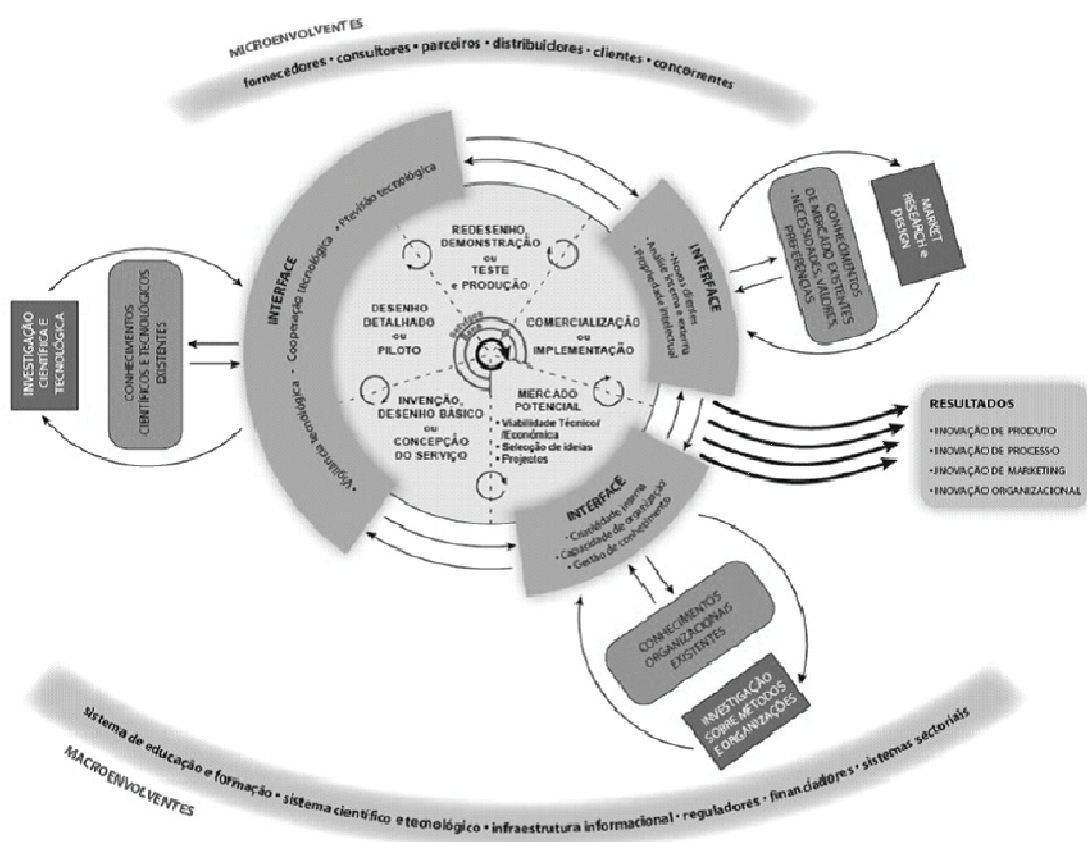 MICROENVOLVENTES
fornecedores • consultores • parceiros • distribuidores • clientes • concorrentes
INTERFACE
• Vigilância tecnológica • Cooperação tecnológica • Previsão tecnológica
REDESENHO,
DEMONSTRAÇÃO
ou
TESTE
e PRODUÇÃO
DESENHO
DETALHADO
ou
PILOTO
COMERCIALIZAÇÃO
ou
IMPLEMENTAÇÃO
INVENÇÃO,
DESENHO BÁSICO
ou
CONCEPÇÃO
DO SERVIÇO
MERCADO
POTENCIAL
• Viabilidade Técnico/
/Económica
• Selecção de ideias
• Projectos
INTERFACE
• Novos clientes
• Análise interna e externa
• Propriedade intelectual
CONHECIMENTOS
DE MERCADO EXISTENTES
- NECESSIDADES, VALORES,
PREFERÊNCIAS
MARKET
RESEARCH e
DESIGN
INVESTIGAÇÃO
CIENTÍFICA E
TECNOLÓGICA
CONHECIMENTOS
CIENTÍFICOS E TECNOLÓGICOS
EXISTENTES
RESULTADOS
• INOVAÇÃO DE PRODUTO
• INOVAÇÃO DE PROCESSO
• INOVAÇÃO DE MARKETING
• INOVAÇÃO ORGANIZACIONAL
INTERFACE
• Criatividade interna
• Capacidade de organização
• Gestão de conhecimento
CONHECIMENTOS
ORGANIZACIONAIS
EXISTENTES
INVESTIGAÇÃO
SOBRE MÉTODOS
E ORGANIZAÇÕES
sistema de educação e formação • sistema científico e tecnológico • infraestrutura informacional • reguladores • financiadores • sistemas sectoriais
MACROENVOLVENTES